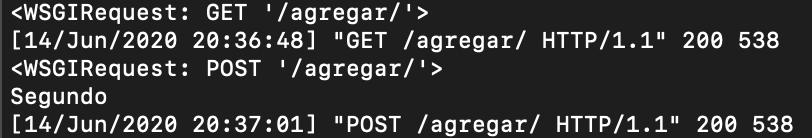 <WSGIRequest: GET '/agregar/'>
[14/Jun/2020 20:36:48] "GET /agregar/ HTTP/1.1" 200 538
<WSGIRequest: POST '/agregar/'>
Segundo
[14/Jun/2020 20:37:01] "POST /agregar/ HTTP/1.1" 200 538